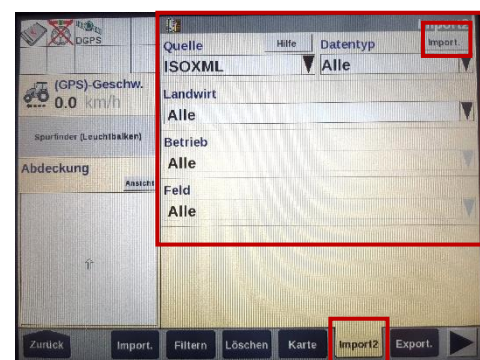 DGPS
Import2
Quelle
Hilfe
Datentyp
Import.
ISOXML
Alle
(GPS)-Geschw.
0.0 km/h
Landwirt
Alle
Spurfinder (Leuchtbalken)
Betrieb
Alle
Abdeckung
Ansicht
Feld
Alle
Zurück
Import.
Filtern
Löschen
Karte
Import2
Export.